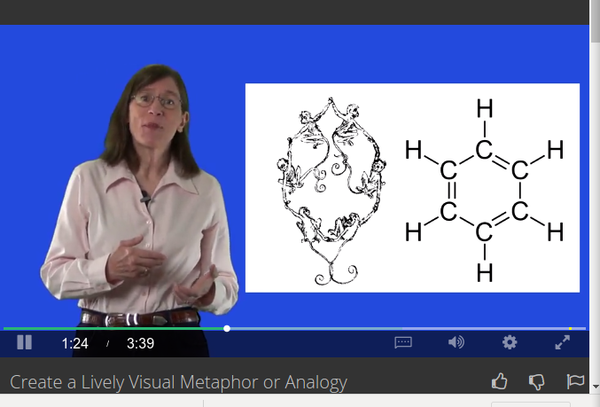 H
H C H
C C
C C
H C H
H
1:24 / 3:39
Create a Lively Visual Metaphor or Analogy